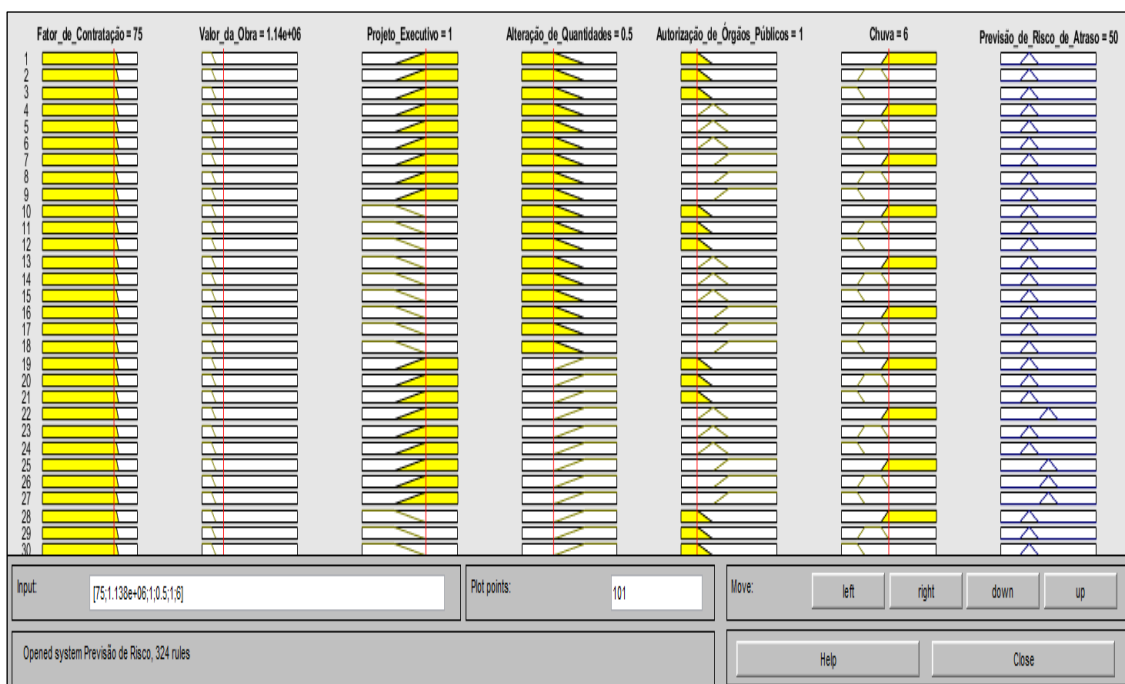 Fator_de_Contratação = 75
Valor_da_Obra = 1.14e+06
Projeto_Executivo = 1
Alteração_de_Quantidades = 0.5
Autorização_de_Órgãos_Públicos = 1
Chuva = 6
Previsão_de_Risco_de_Atraso = 50
1
2
3
4
5
6
7
8
9
10
11
12
13
14
15
16
17
18
19
20
21
22
23
24
25
26
27
28
29
30
Input:
[75;1.138e+06;1;0.5;1;6]
Plot points:
101
Move:
left
right
down
up
Opened system Previsão de Risco, 324 rules
Help
Close